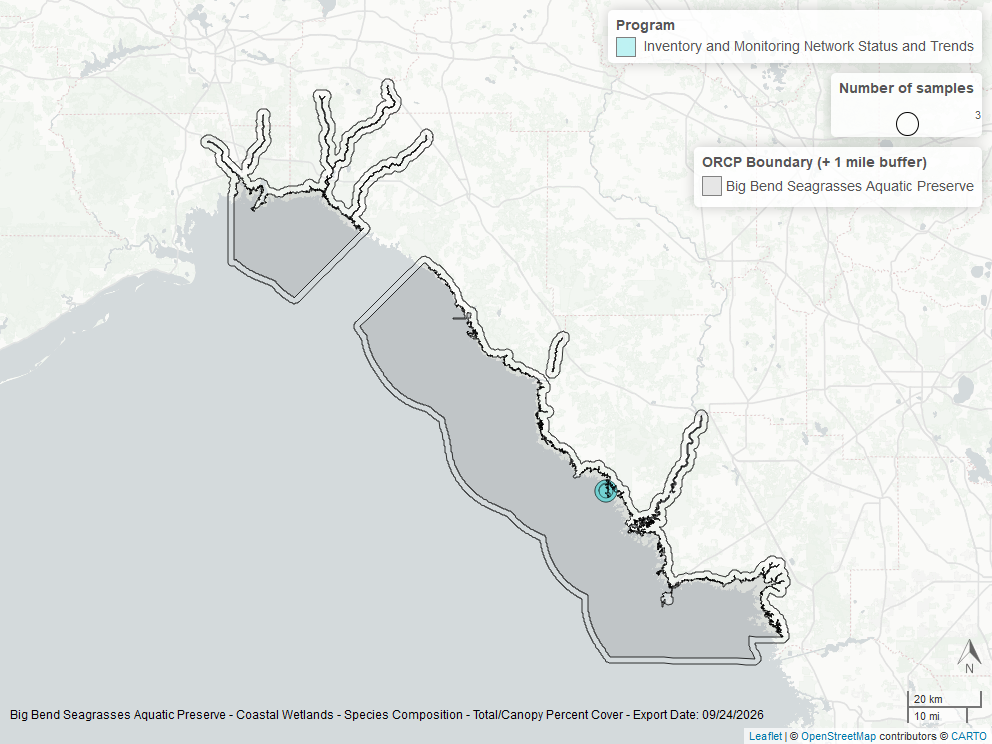 Program
Inventory and Monitoring Network Status and Trends
Number of samples
3
ORCP Boundary (+ 1 mile buffer)
Big Bend Seagrasses Aquatic Preserve
N
20 km
10 mi
Big Bend Seagrasses Aquatic Preserve - Coastal Wetlands - Species Composition - Total/Canopy Percent Cover - Export Date: 09/24/2026
Leaflet | © OpenStreetMap contributors © CARTO